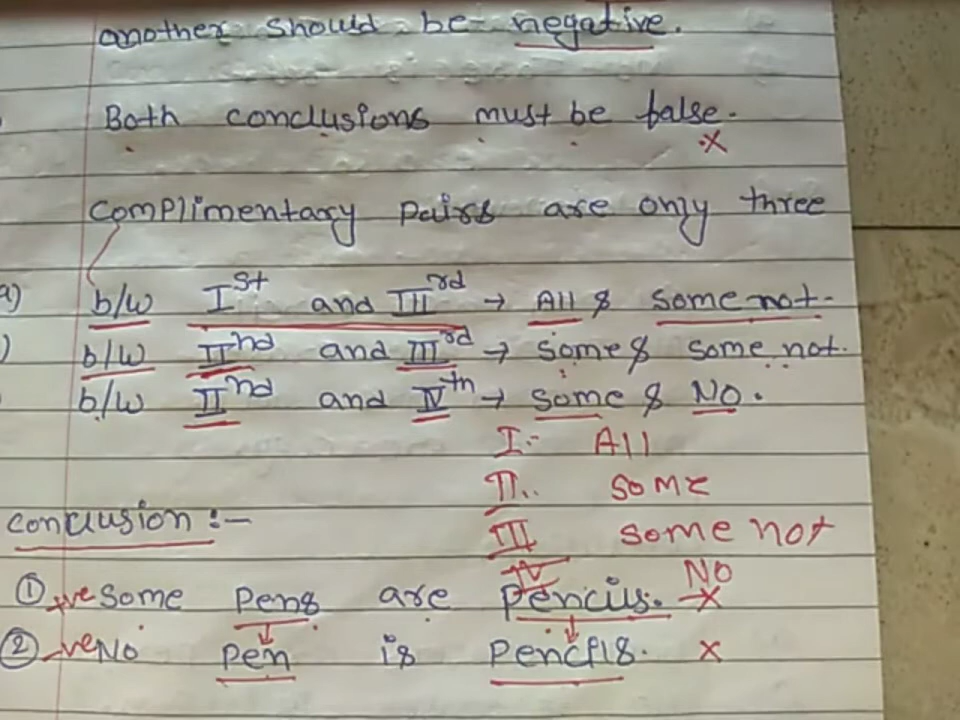 another should be negative.
Both conclusions must be false.
x
Complimentary pairs are only three
a) b/w Ist and IIIrd → All & some not.
) b/w IInd and IIIrd → some & some not.
b/w IInd and IVth → some & NO.
I:- All
II.. some
conclusion :-
III some not
IV NO
① +ve Some Pens are Pencils. x
② -ve No Pen is Pencils. x